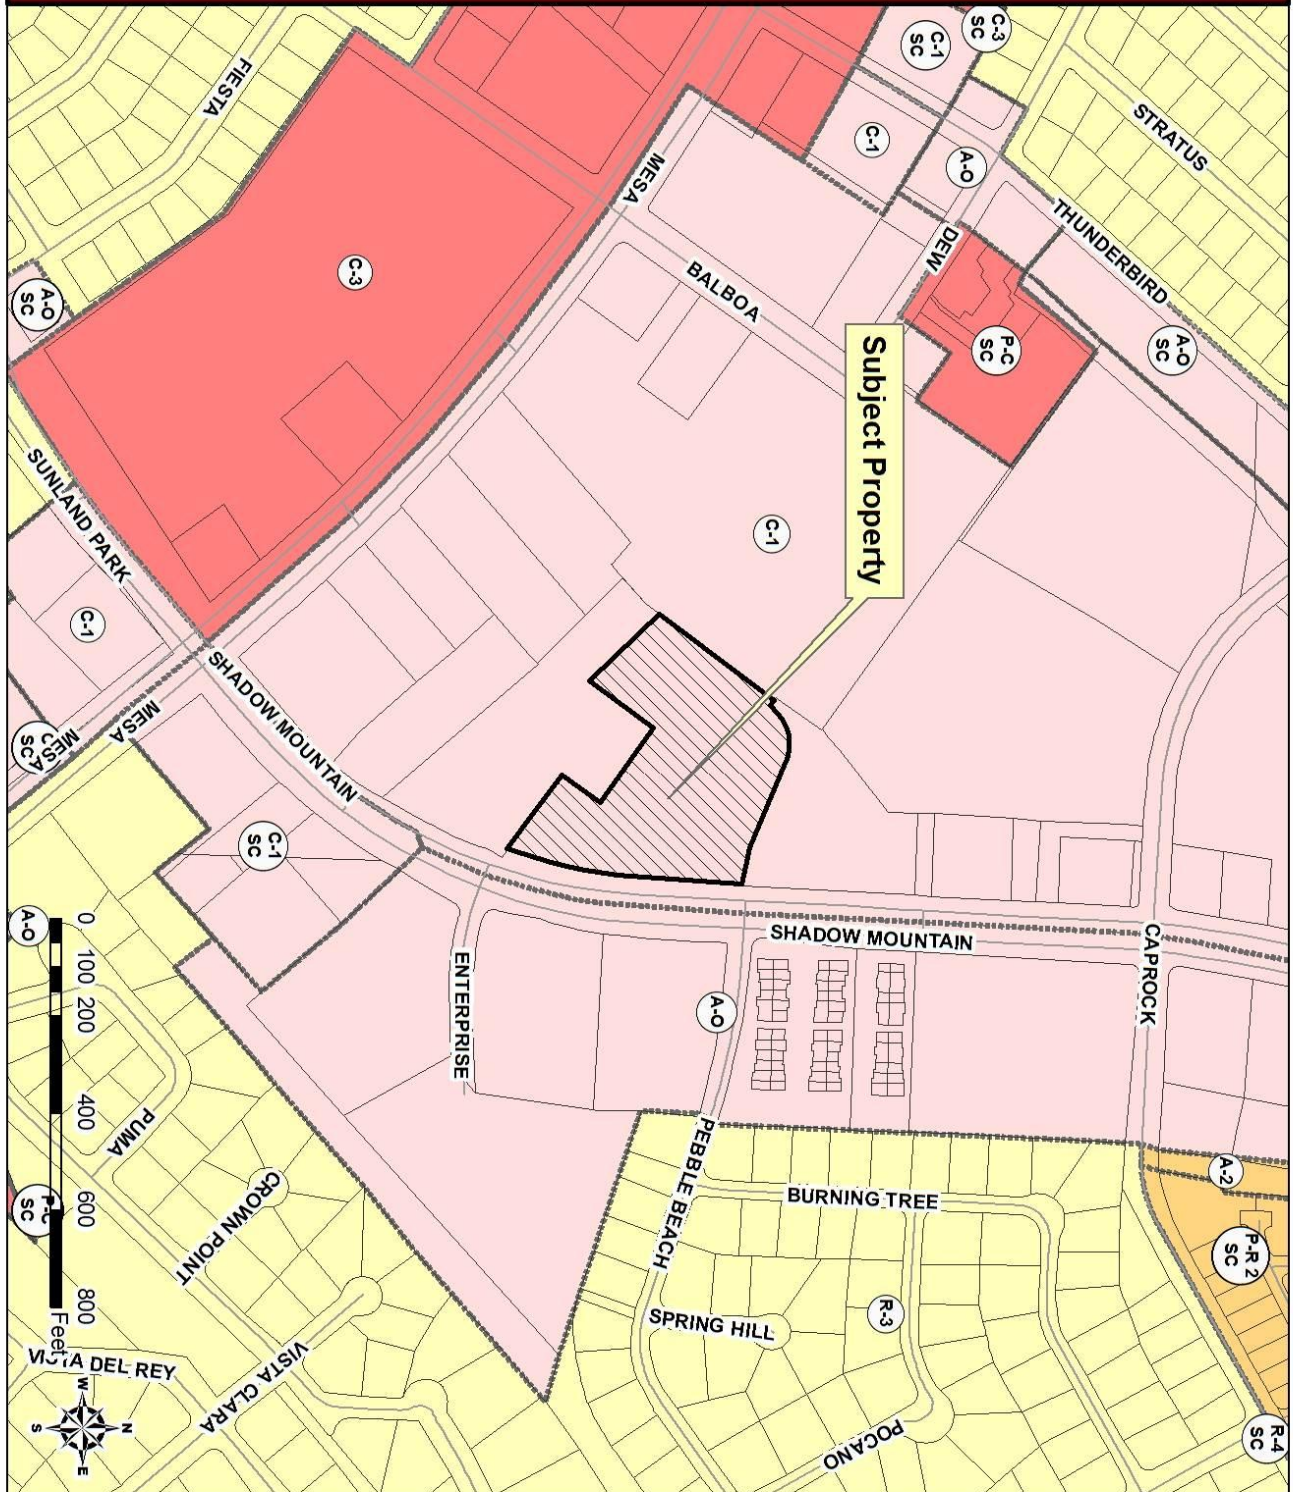 C-3
SC
C-1
SC
STRATUS
FIESTA
C-1
A-O
MESA
THUNDERBIRD
DEW
BALBOA
C-3
A-O
SC
P-C
SC
A-O
SC
Subject Property
SUNLAND PARK
C-1
C-1
SHADOW MOUNTAIN
MESA
MESA
SC
C-1
SC
A-O
SHADOW MOUNTAIN
CAPROCK
ENTERPRISE
A-O
0 100 200 400 600 800
Feet
PUMA
PEBBLE BEACH
BURNING TREE
A-2
P-C
SC
CROWN POINT
P-R 2
SC
SPRING HILL
R-3
VISTA DEL REY
VISTA CLARA
POCANO
R-4
SC
N
W
E
S